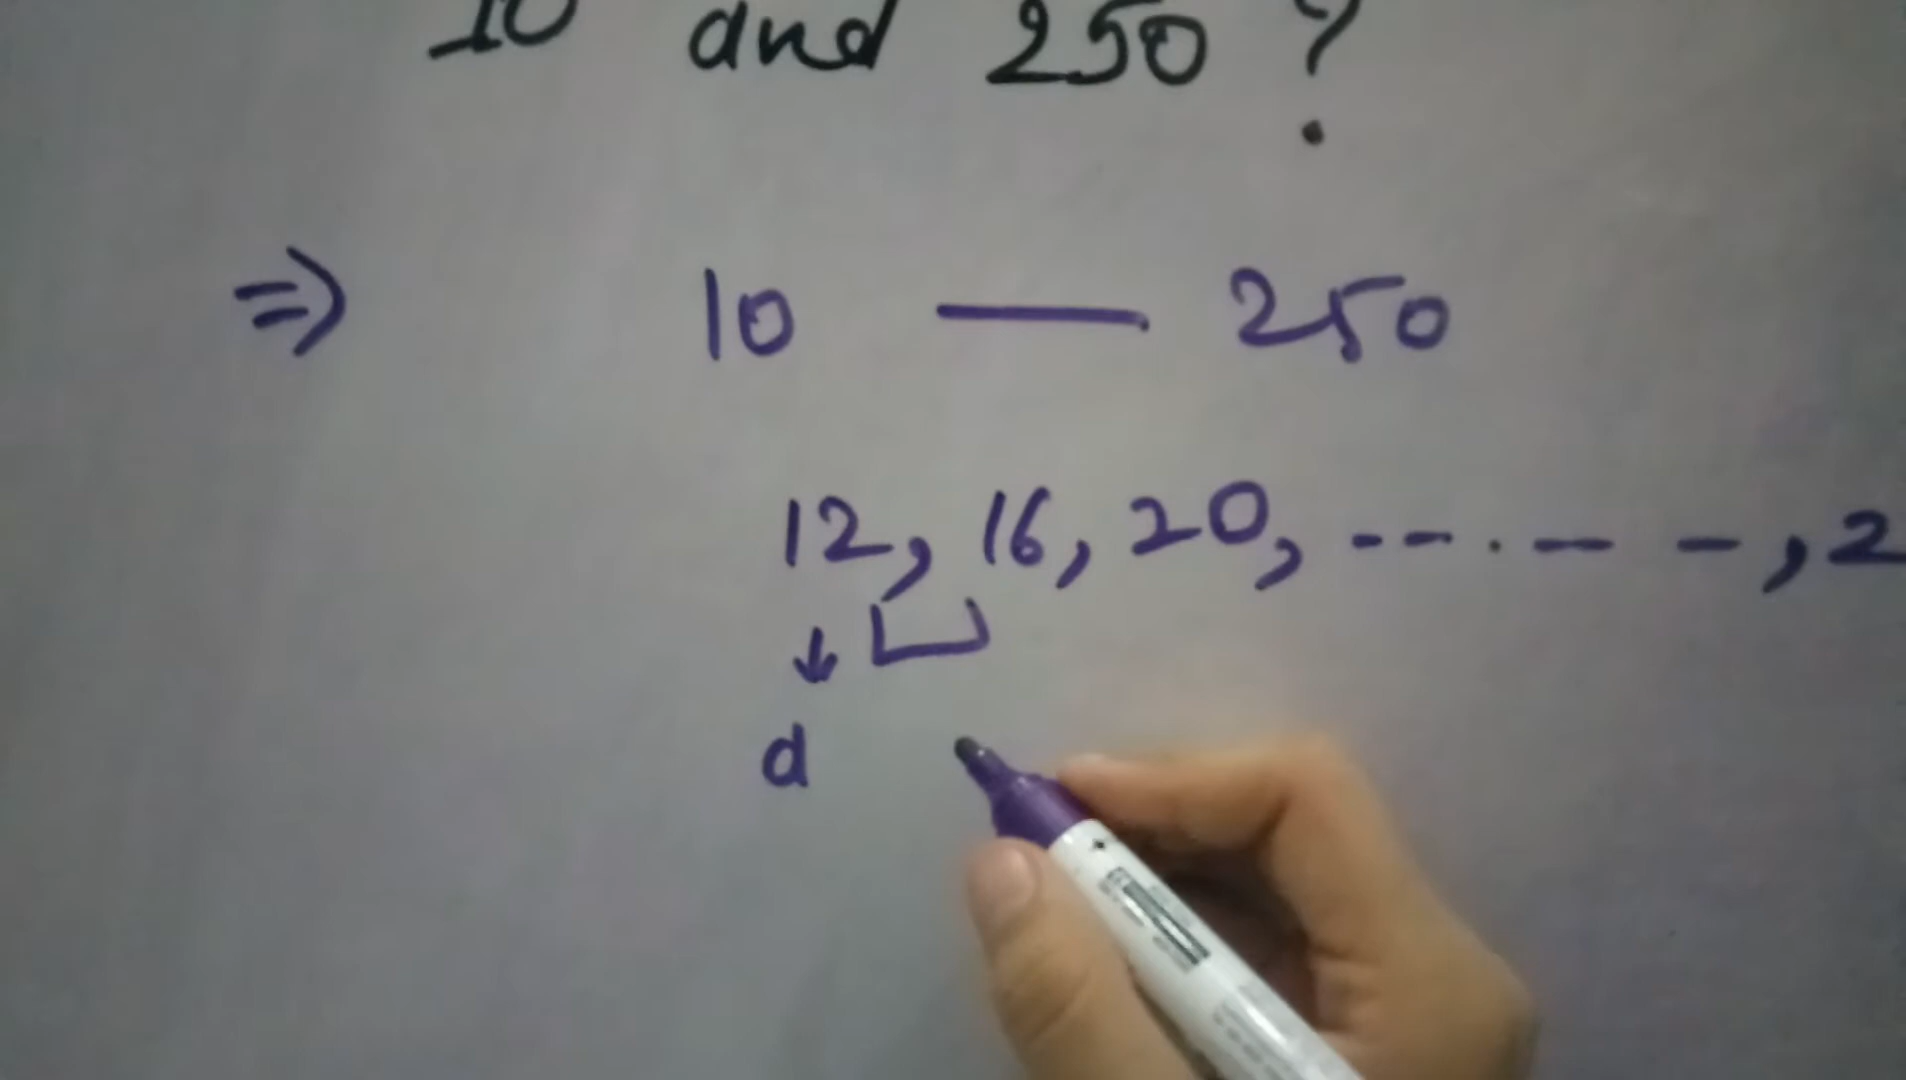 10 and 250 ?
⇒ 10 — 250
12, 16, 20, ---.- - , 2
↓
a